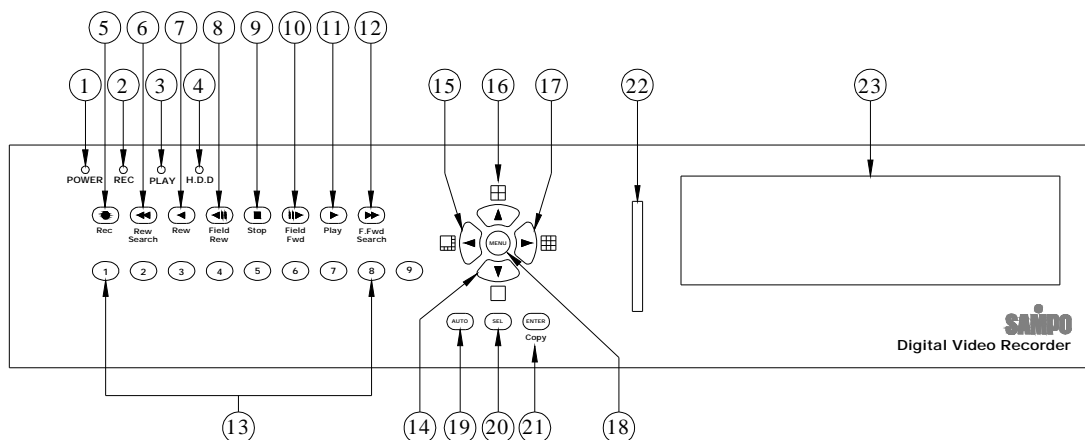 5 6 7 8 9 10 11 12
1 2 3 4 15 16 17 22 23
POWER REC PLAY H.D.D
Rec Rew Search Rew Field Rew Stop Field Fwd Play F.Fwd Search
MENU
1 2 3 4 5 6 7 8 9
AUTO SEL ENTER
Copy
SAMPO
Digital Video Recorder
13 14 19 20 21 18